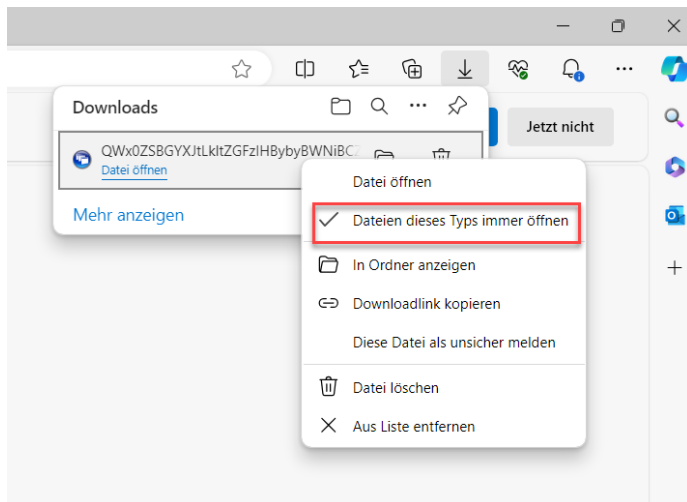 Downloads
Jetzt nicht
Datei öffnen
Mehr anzeigen
Datei öffnen
Dateien dieses Typs immer öffnen
In Ordner anzeigen
Downloadlink kopieren
Diese Datei als unsicher melden
Datei löschen
Aus Liste entfernen